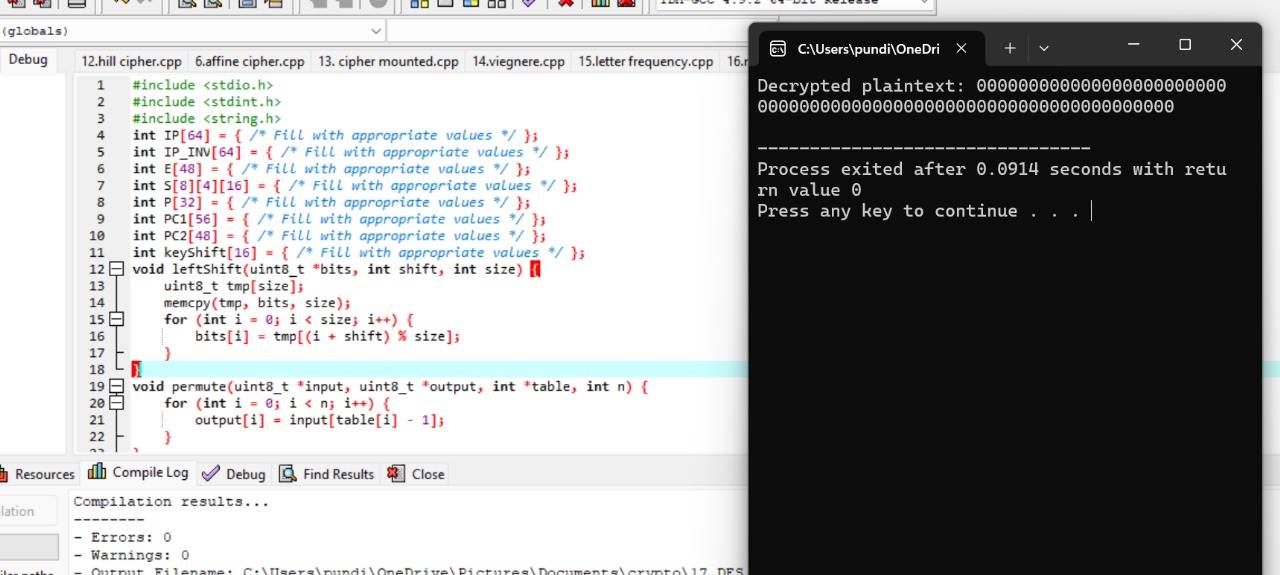 TDM-GCC 4.9.2 64-bit Release
(globals)
Debug
12.hill cipher.cpp 6.affine cipher.cpp 13. cipher mounted.cpp 14.viegnere.cpp 15.letter frequency.cpp
1 #include <stdio.h>
2 #include <stdint.h>
3 #include <string.h>
4 int IP[64] = { /* Fill with appropriate values */ };
5 int IP_INV[64] = { /* Fill with appropriate values */ };
6 int E[48] = { /* Fill with appropriate values */ };
7 int S[8][4][16] = { /* Fill with appropriate values */ };
8 int P[32] = { /* Fill with appropriate values */ };
9 int PC1[56] = { /* Fill with appropriate values */ };
10 int PC2[48] = { /* Fill with appropriate values */ };
11 int keyShift[16] = { /* Fill with appropriate values */ };
12 void leftShift(uint8_t *bits, int shift, int size) {
13 uint8_t tmp[size];
14 memcpy(tmp, bits, size);
15 for (int i = 0; i < size; i++) {
16 bits[i] = tmp[(i + shift) % size];
17 }
18 }
19 void permute(uint8_t *input, uint8_t *output, int *table, int n) {
20 for (int i = 0; i < n; i++) {
21 output[i] = input[table[i] - 1];
22 }
Resources Compile Log Debug Find Results Close
lation
Compilation results...
--------
- Errors: 0
- Warnings: 0
- Output Filename: C:\Users\pundi\OneDrive\Pictures\Documents\crypto\17.DES
C:\Users\pundi\OneDri
Decrypted plaintext: 000000000000000000000000
0000000000000000000000000000000000000000
--------------------------------
Process exited after 0.0914 seconds with retu
rn value 0
Press any key to continue . . .